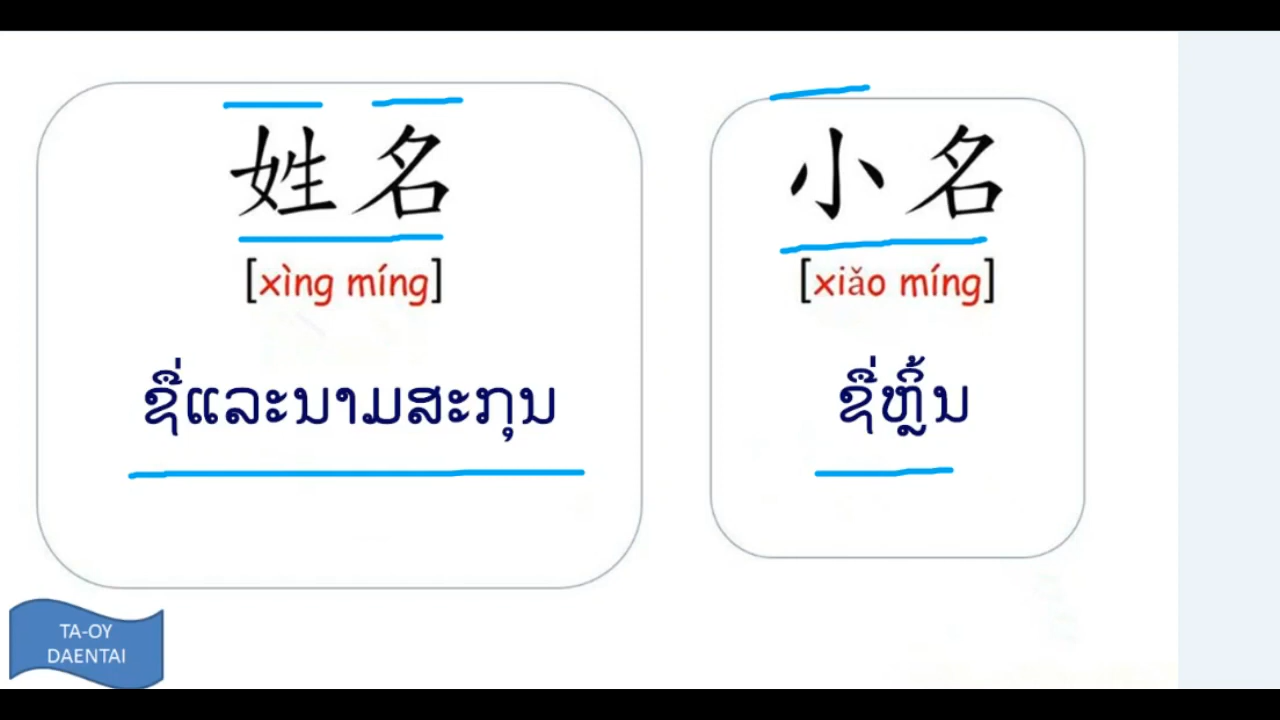 姓名
[xìng míng]
ຊື່ແລະນາມສະກຸນ
小名
[xiǎo míng]
ຊື່ຫຼິ້ນ
TA-OY
DAENTAI